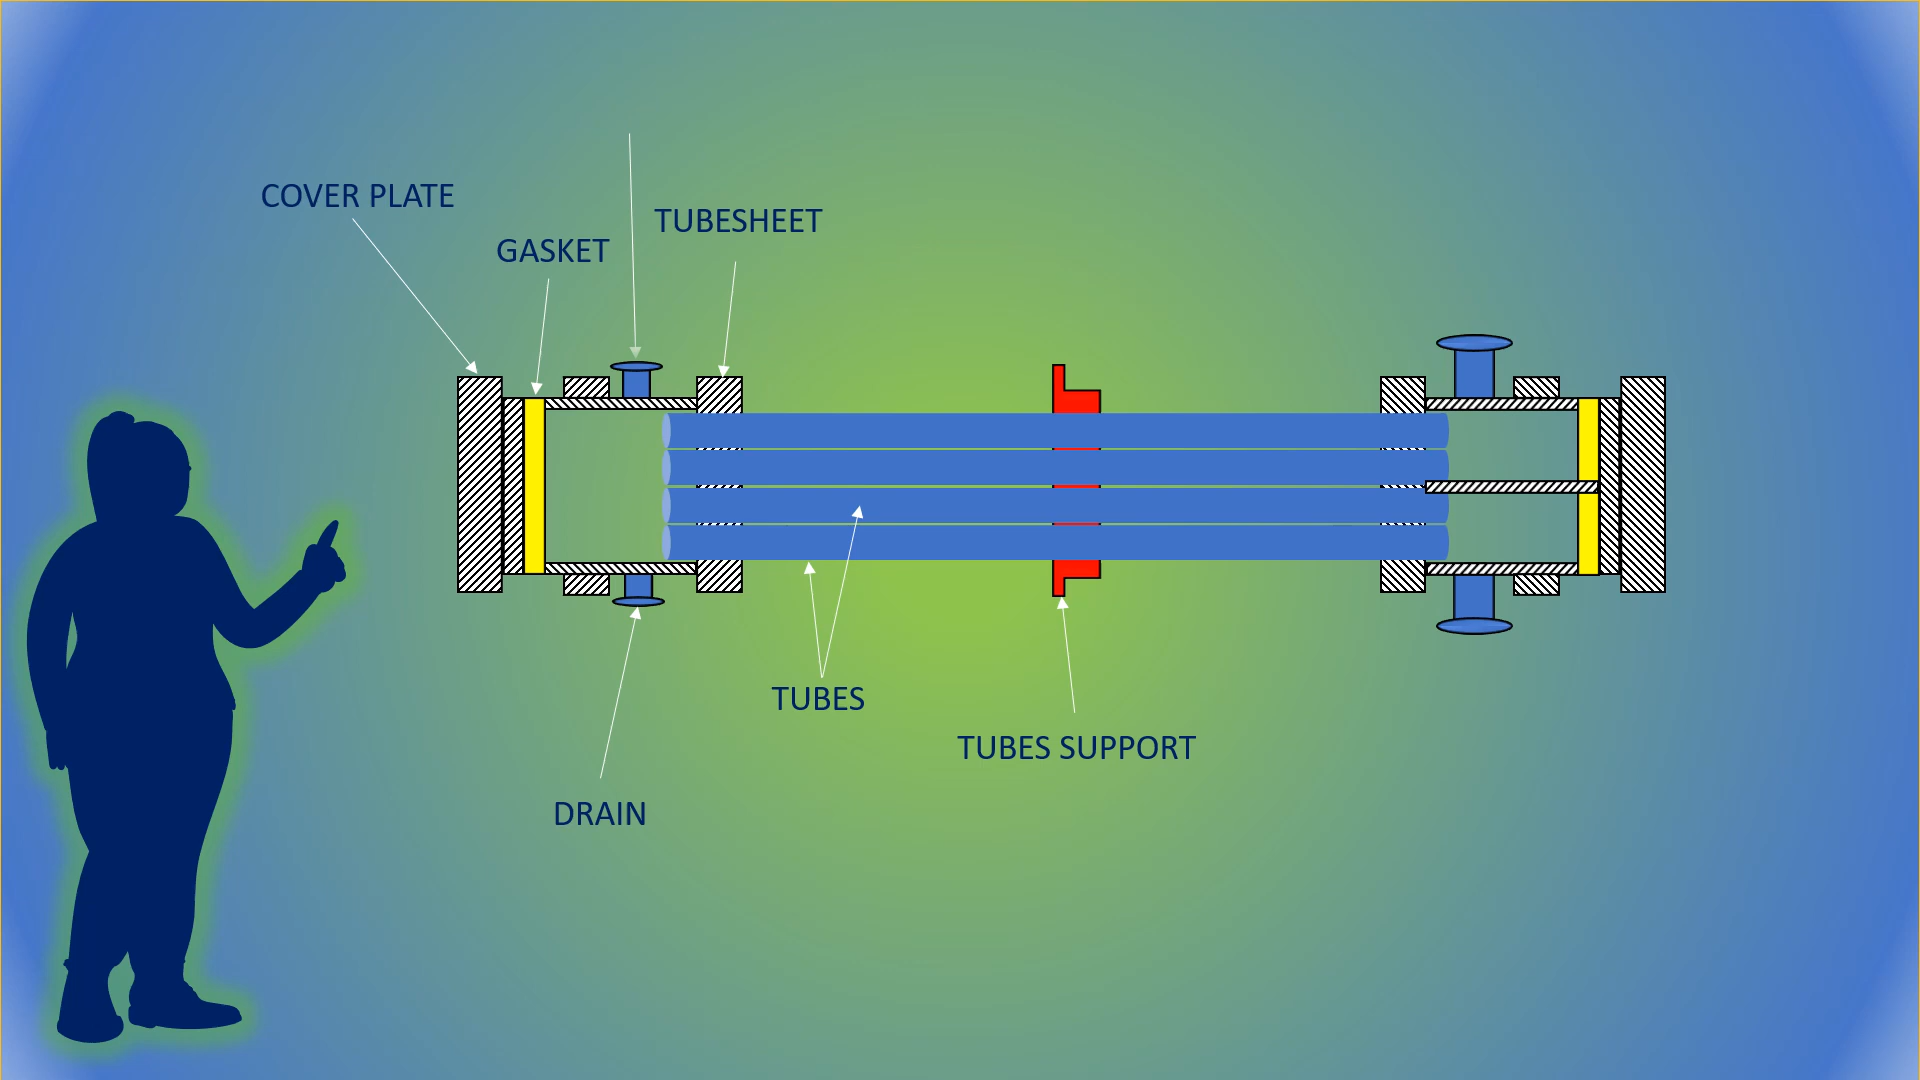 COVER PLATE
GASKET
TUBESHEET
TUBES
TUBES SUPPORT
DRAIN